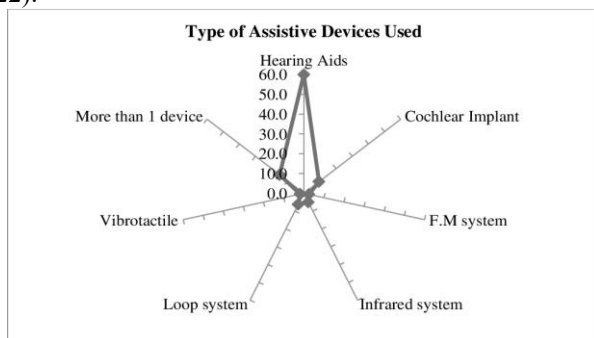 22).
Type of Assistive Devices Used
Hearing Aids
60.0
50.0
40.0
30.0
20.0
10.0
0.0
More than 1 device
Cochlear Implant
Vibrotactile
F.M system
Loop system
Infrared system